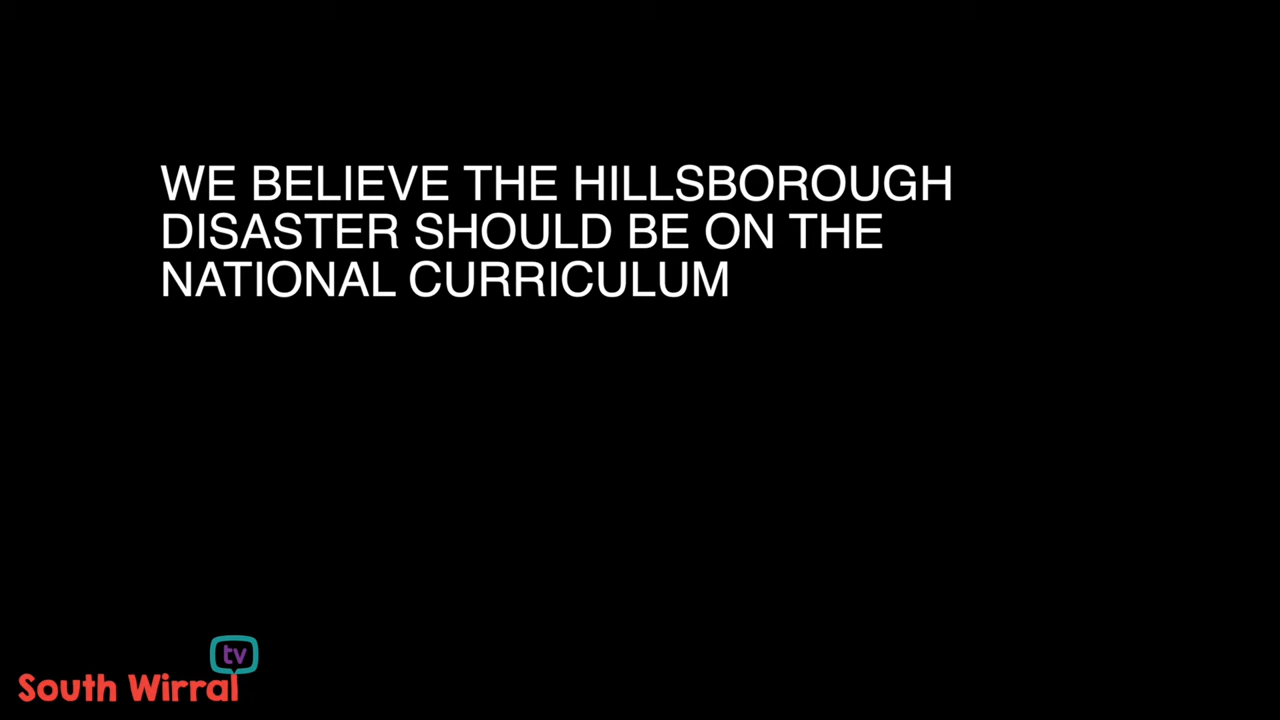 WE BELIEVE THE HILLSBOROUGH
DISASTER SHOULD BE ON THE
NATIONAL CURRICULUM
tv
South Wirral